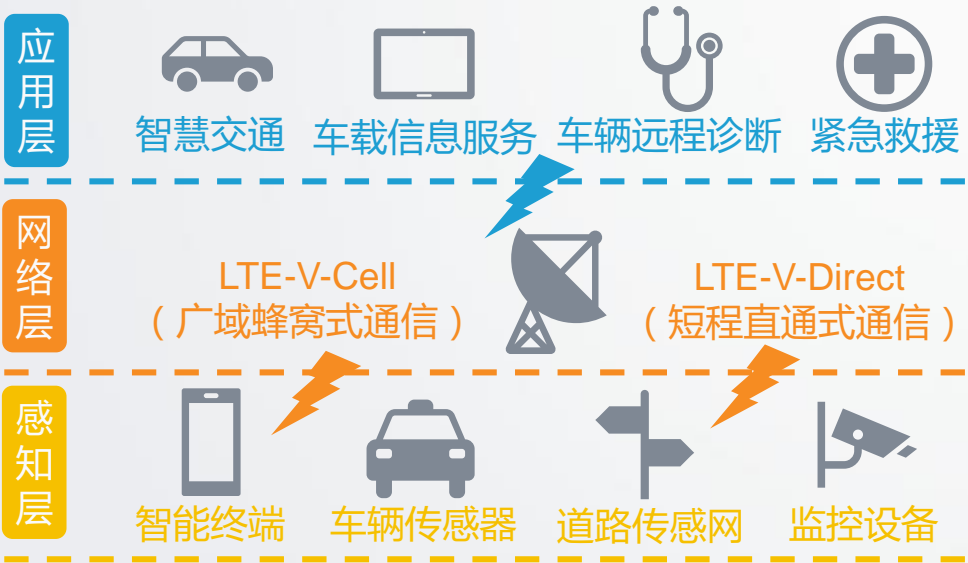 应用层
智慧交通 车载信息服务 车辆远程诊断 紧急救援
网络层
LTE-V-Cell LTE-V-Direct
（广域蜂窝式通信） （短程直通式通信）
感知层
智能终端 车辆传感器 道路传感网 监控设备